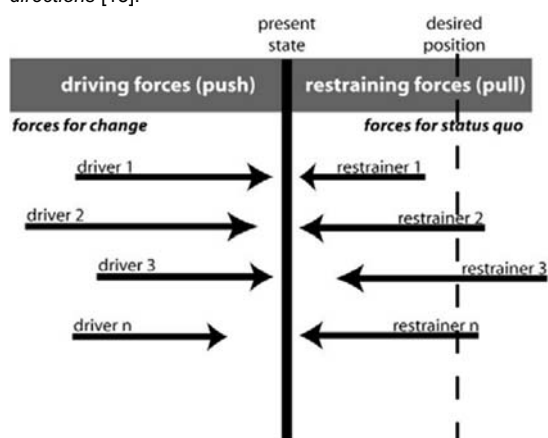 directions [18].
present
state
desired
position
driving forces (push)
restraining forces (pull)
forces for change
forces for status quo
driver 1
restrainer 1
driver 2
restrainer 2
driver 3
restrainer 3
driver n
restrainer n